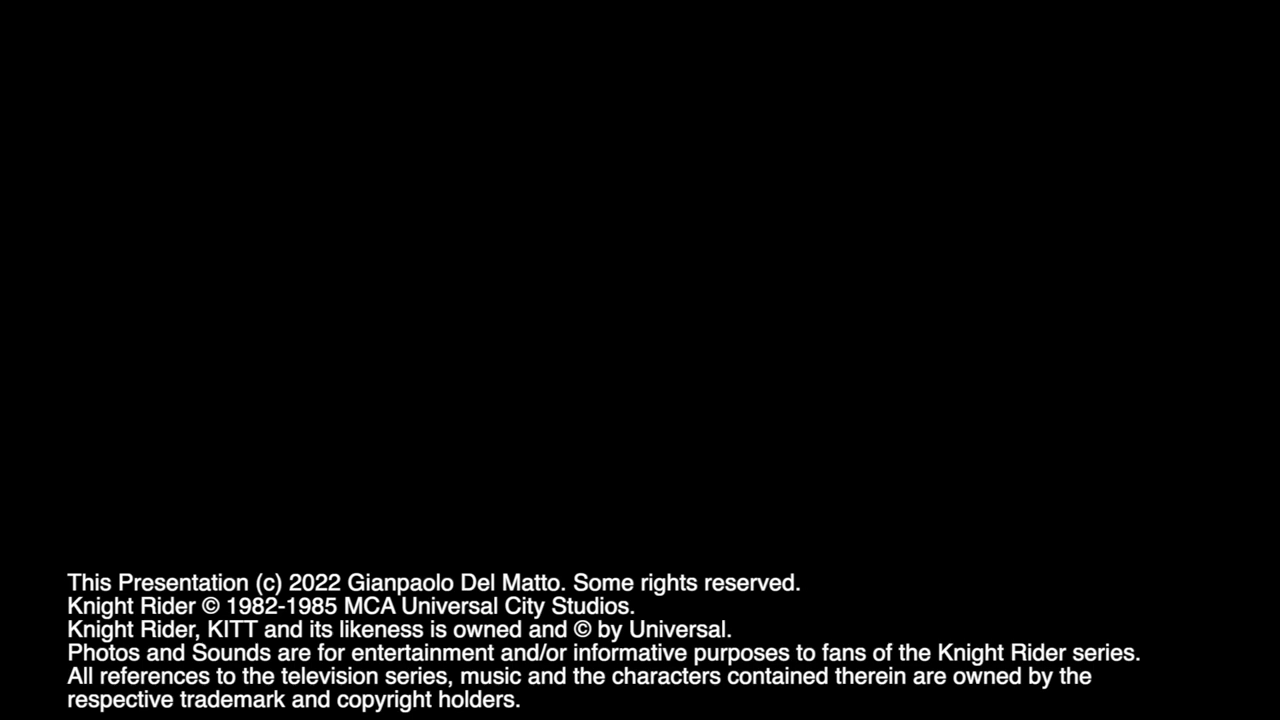 This Presentation (c) 2022 Gianpaolo Del Matto. Some rights reserved.
Knight Rider © 1982-1985 MCA Universal City Studios.
Knight Rider, KITT and its likeness is owned and © by Universal.
Photos and Sounds are for entertainment and/or informative purposes to fans of the Knight Rider series.
All references to the television series, music and the characters contained therein are owned by the
respective trademark and copyright holders.